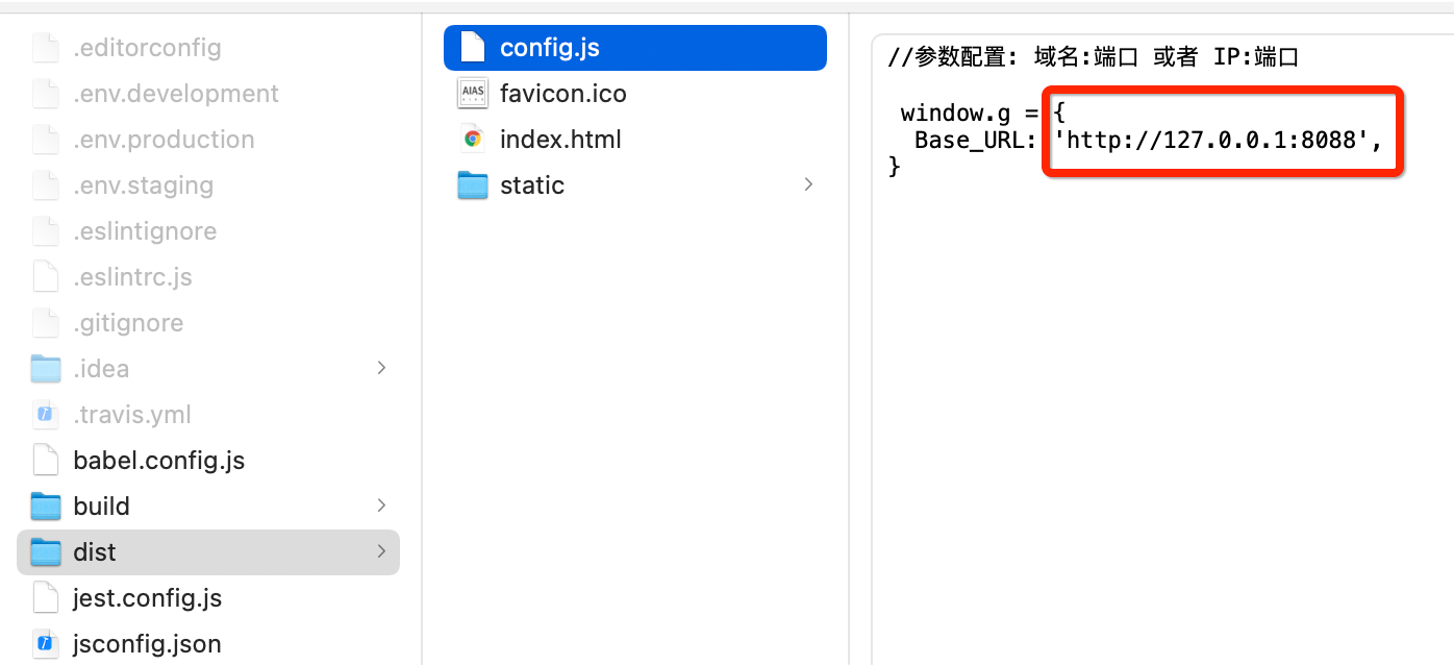 .editorconfig
.env.development
.env.production
.env.staging
.eslintignore
.eslintrc.js
.gitignore
.idea
.travis.yml
babel.config.js
build
dist
jest.config.js
jsconfig.json
config.js
AIAS
favicon.ico
index.html
static
//参数配置: 域名:端口 或者 IP:端口
window.g = {
Base_URL: 'http://127.0.0.1:8088',
}